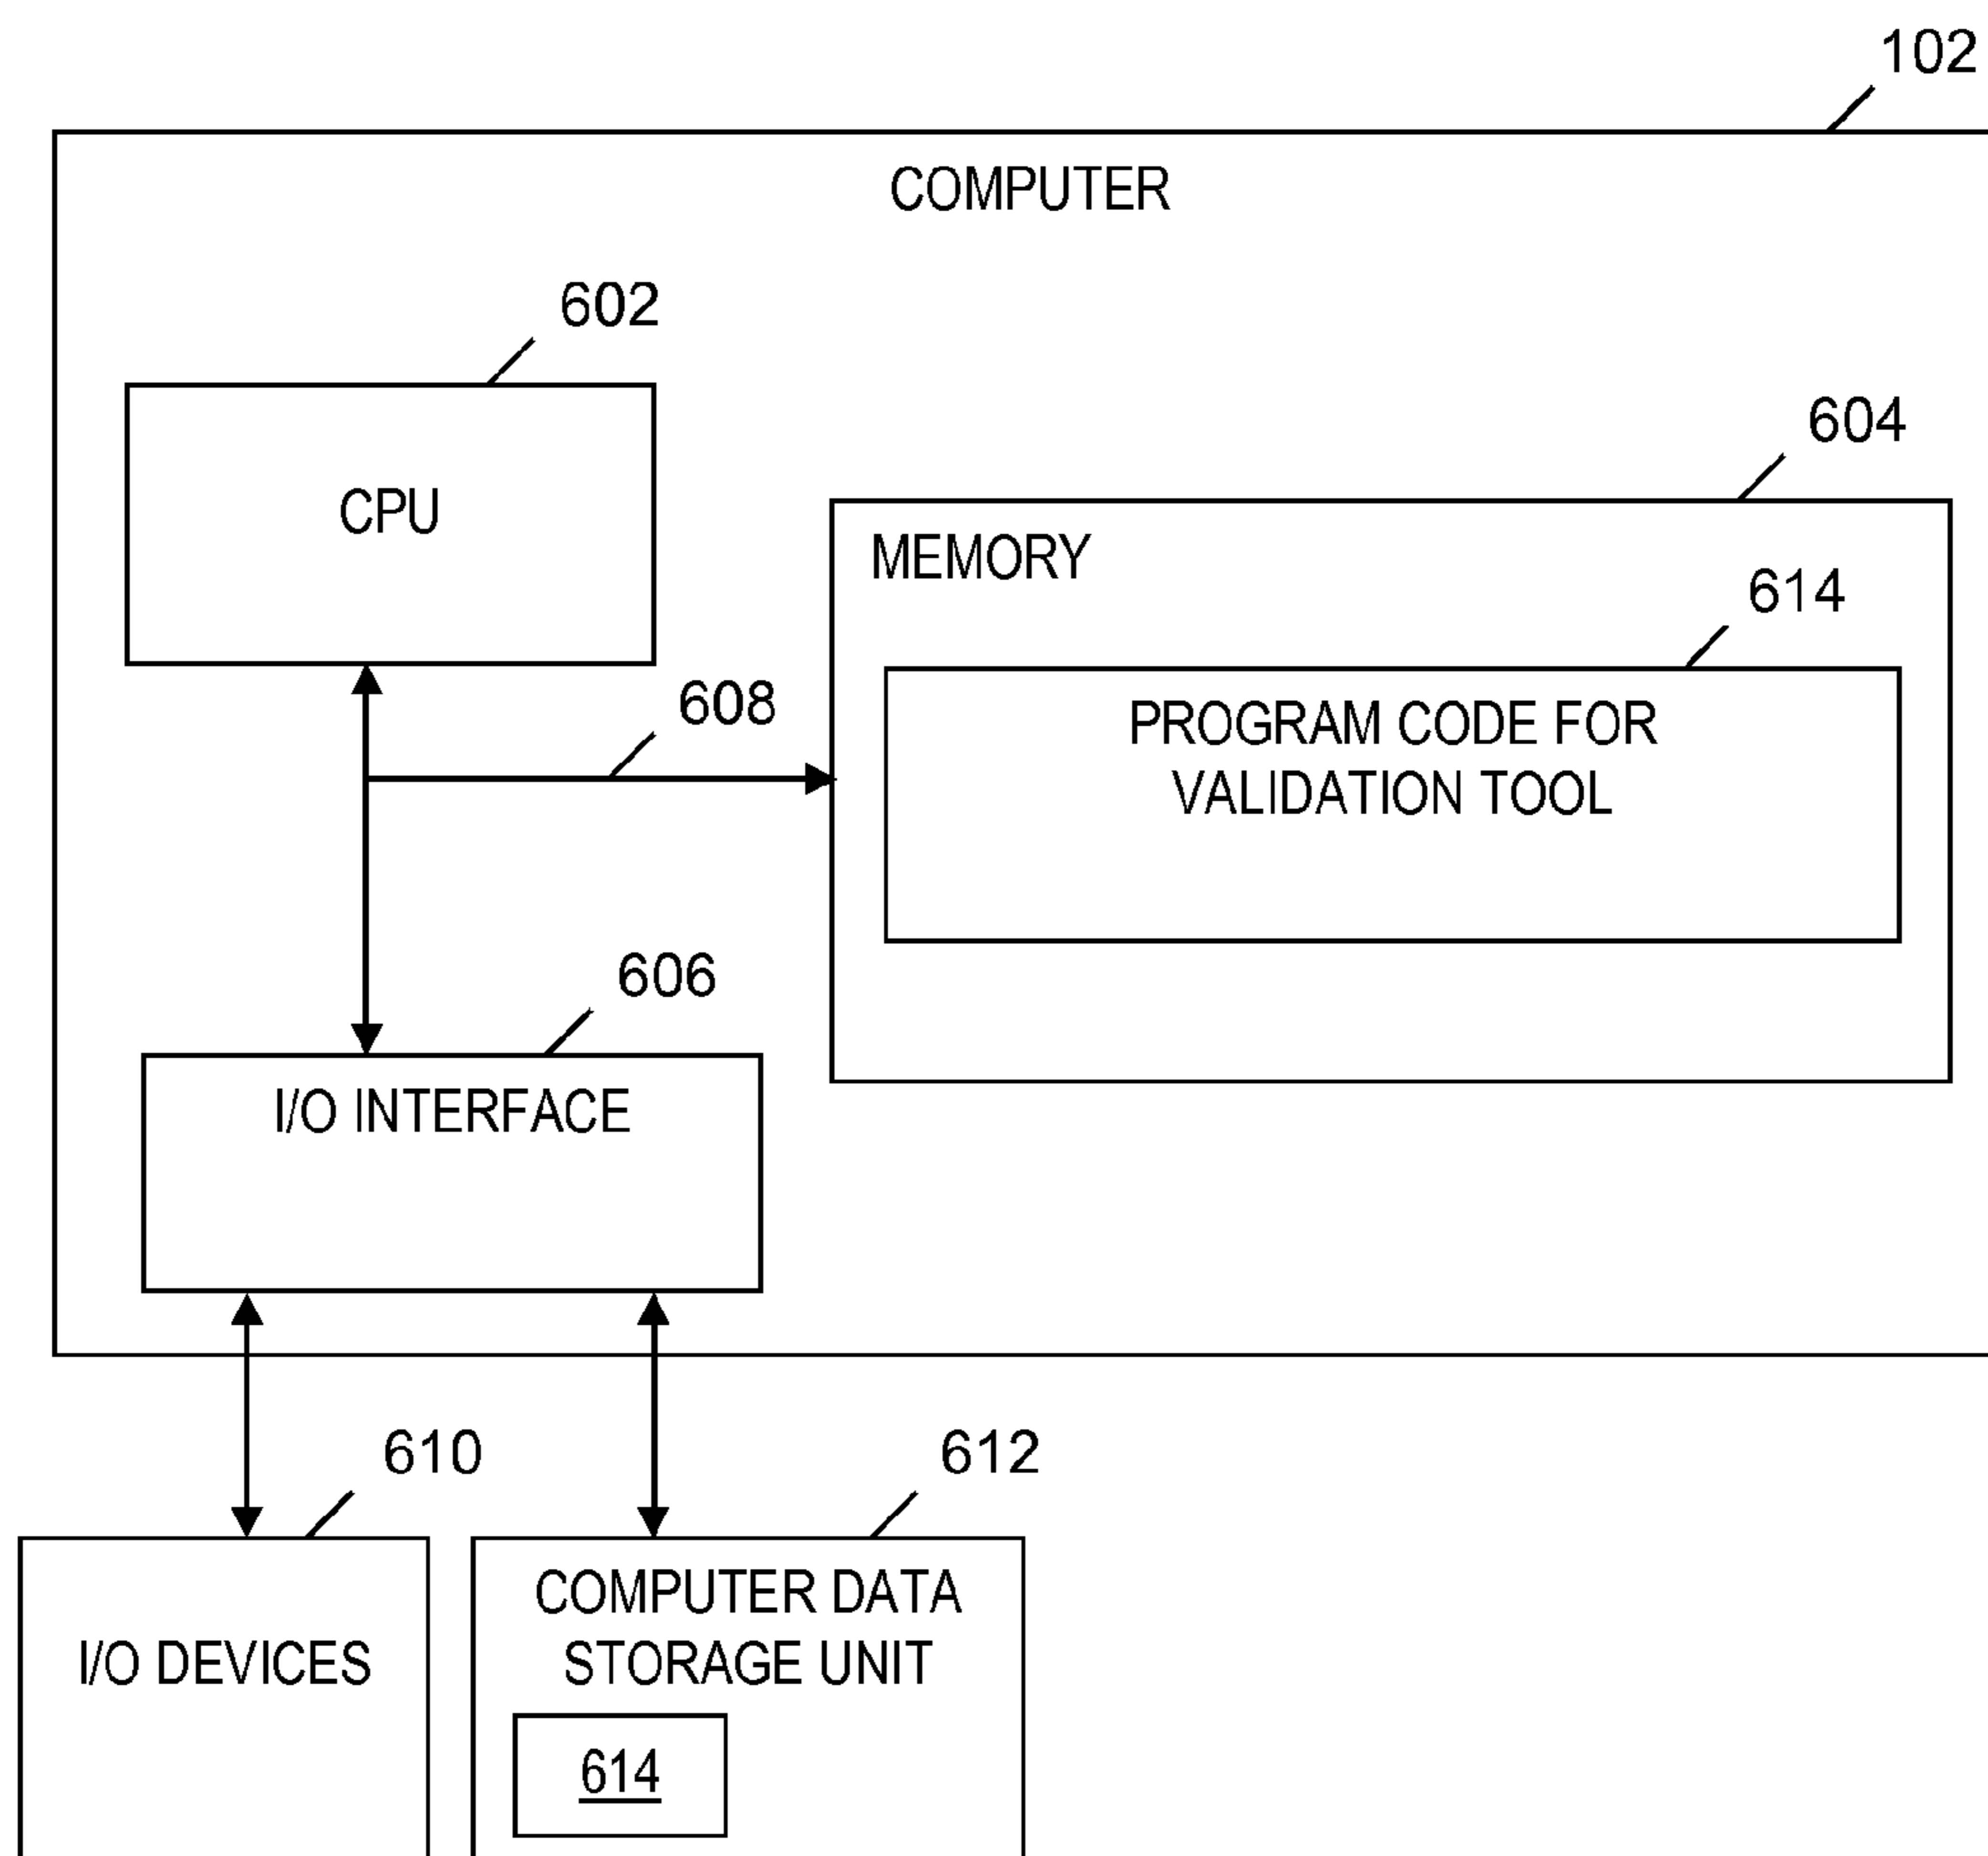 102
COMPUTER
602
CPU
604
MEMORY
614
PROGRAM CODE FOR
VALIDATION TOOL
608
606
I/O INTERFACE
610
I/O DEVICES
612
COMPUTER DATA
STORAGE UNIT
614